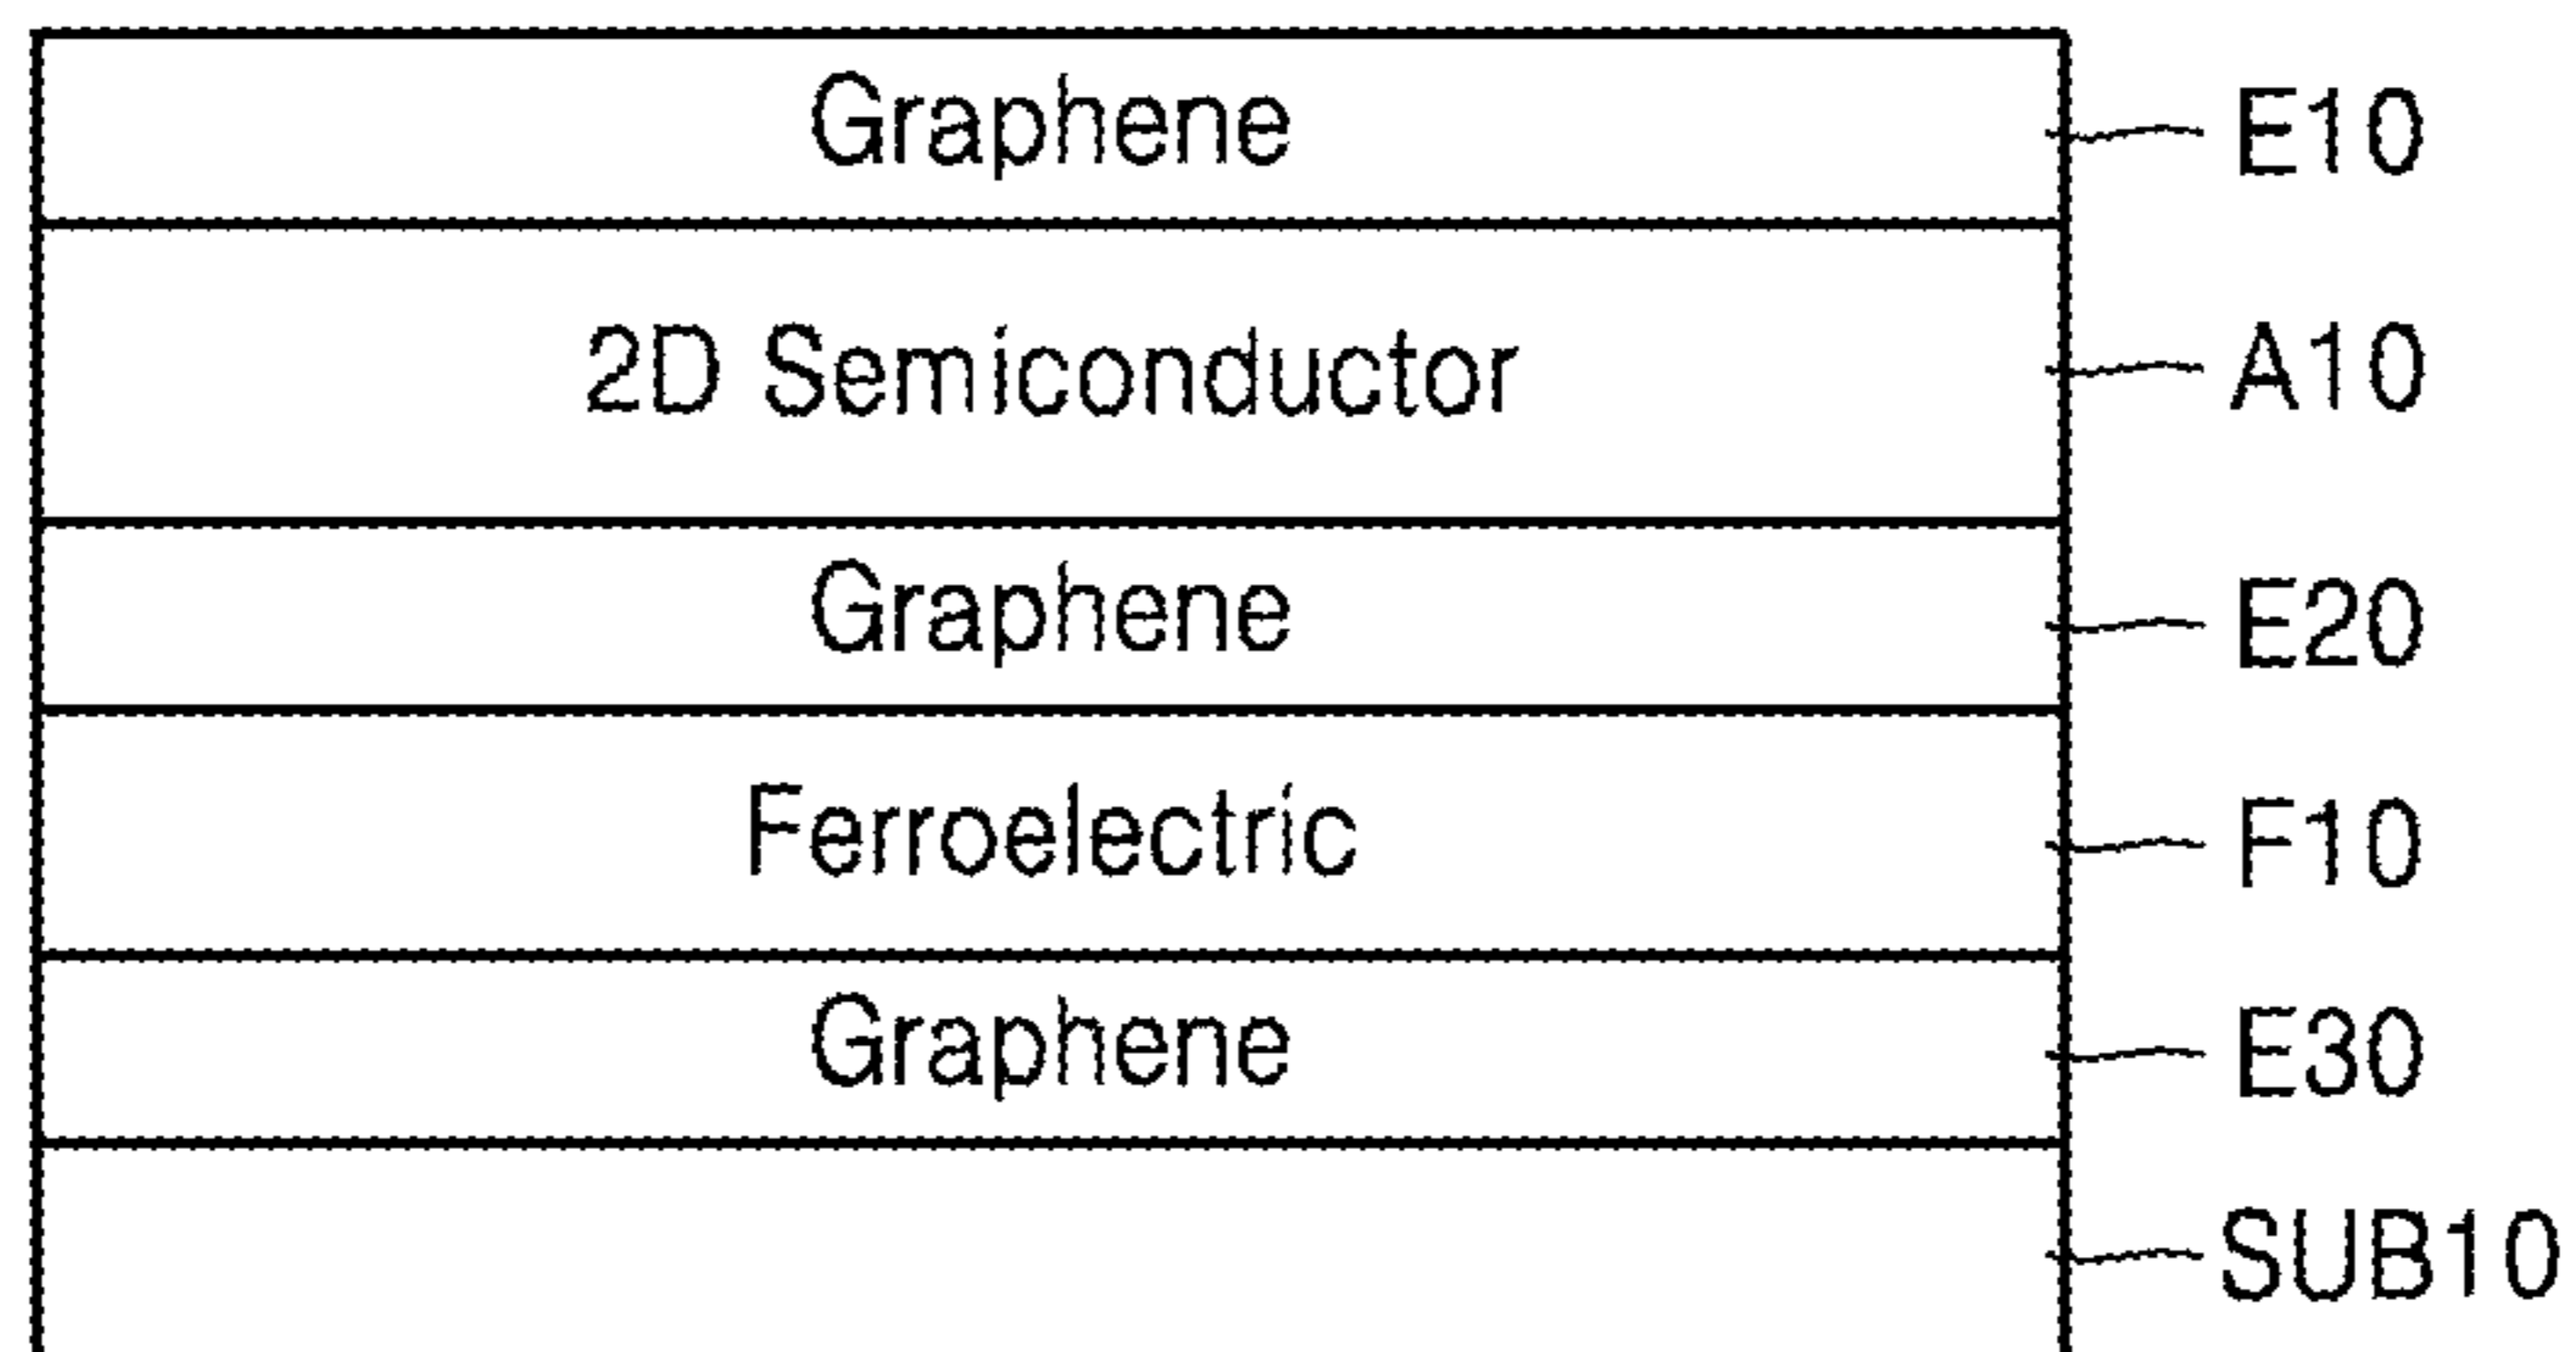 Graphene E10
2D Semiconductor A10
Graphene E20
Ferroelectric F10
Graphene E30
SUB10